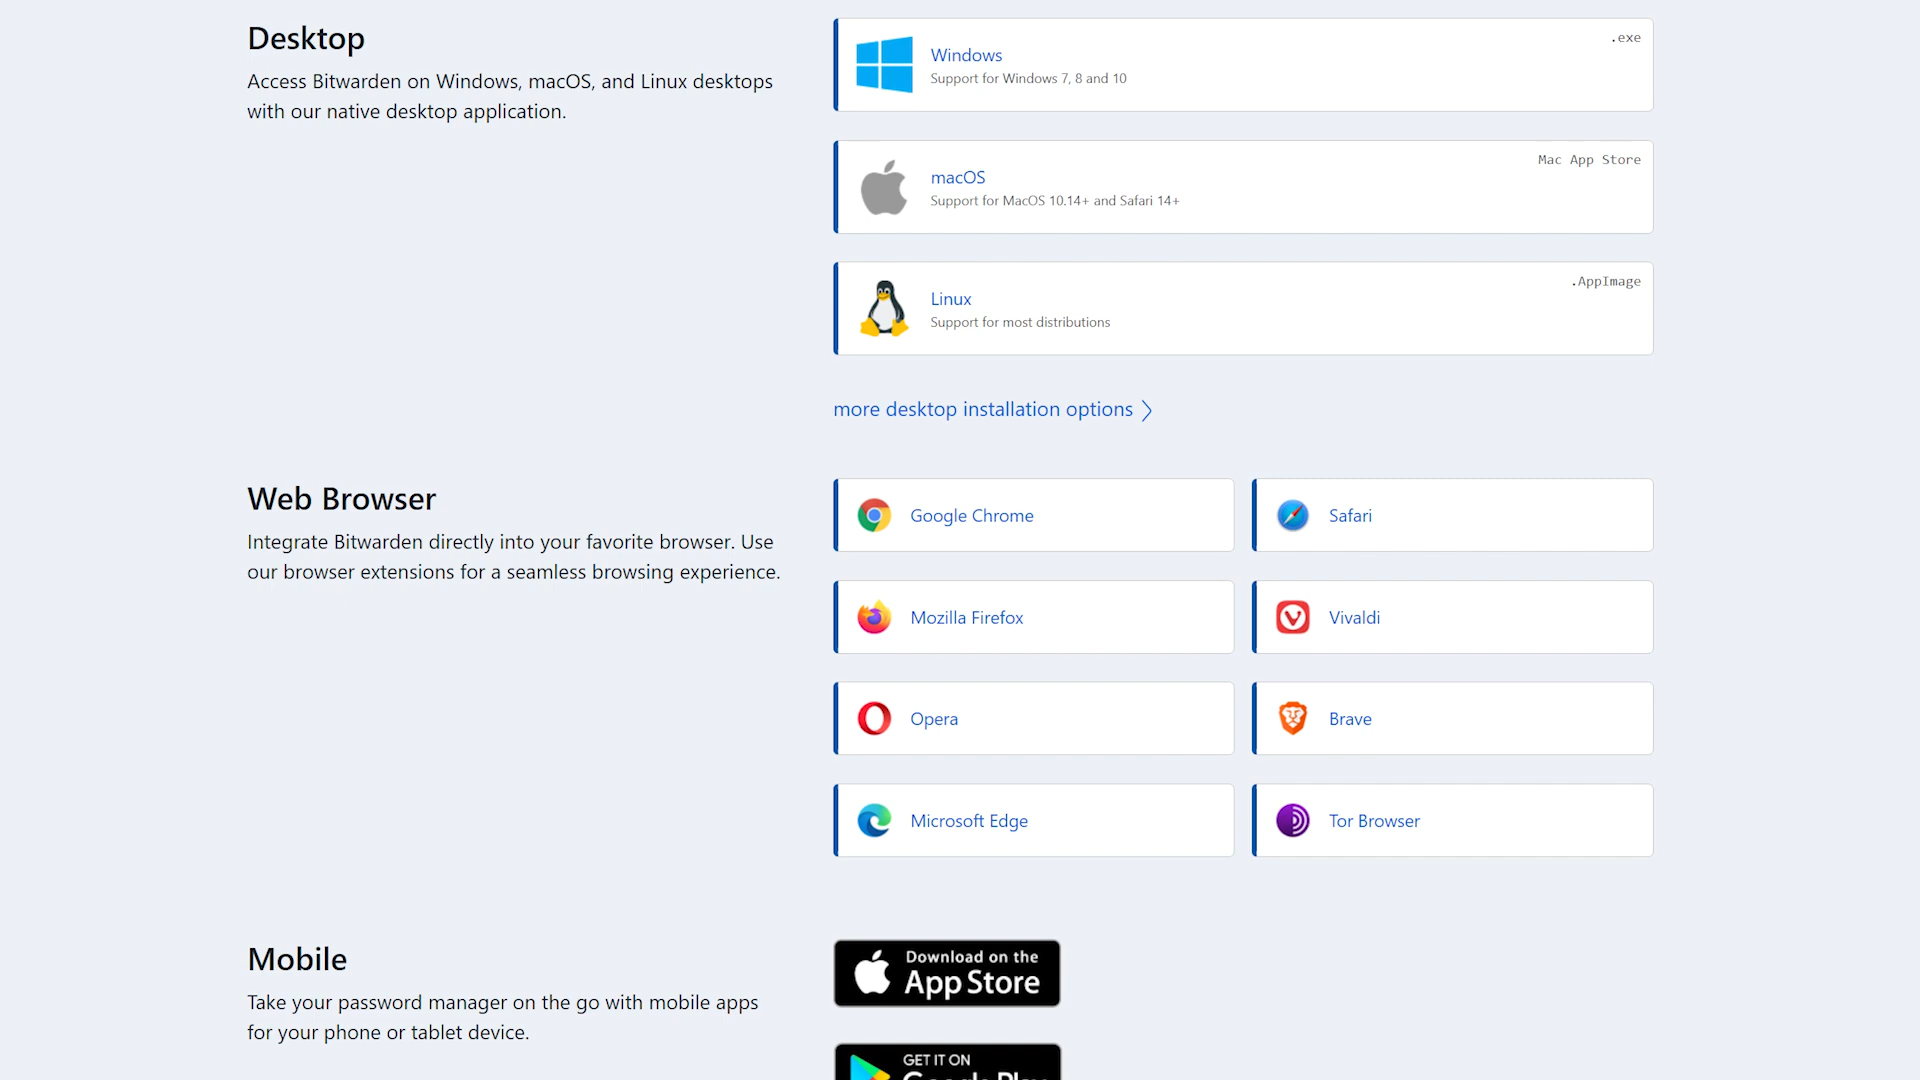 Desktop
Access Bitwarden on Windows, macOS, and Linux desktops
with our native desktop application.
Windows
Support for Windows 7, 8 and 10
.exe
macOS
Support for MacOS 10.14+ and Safari 14+
Mac App Store
Linux
Support for most distributions
.AppImage
more desktop installation options
Web Browser
Integrate Bitwarden directly into your favorite browser. Use
our browser extensions for a seamless browsing experience.
Google Chrome
Safari
Mozilla Firefox
Vivaldi
Opera
Brave
Microsoft Edge
Tor Browser
Mobile
Take your password manager on the go with mobile apps
for your phone or tablet device.
Download on the
App Store
GET IT ON
Google Play